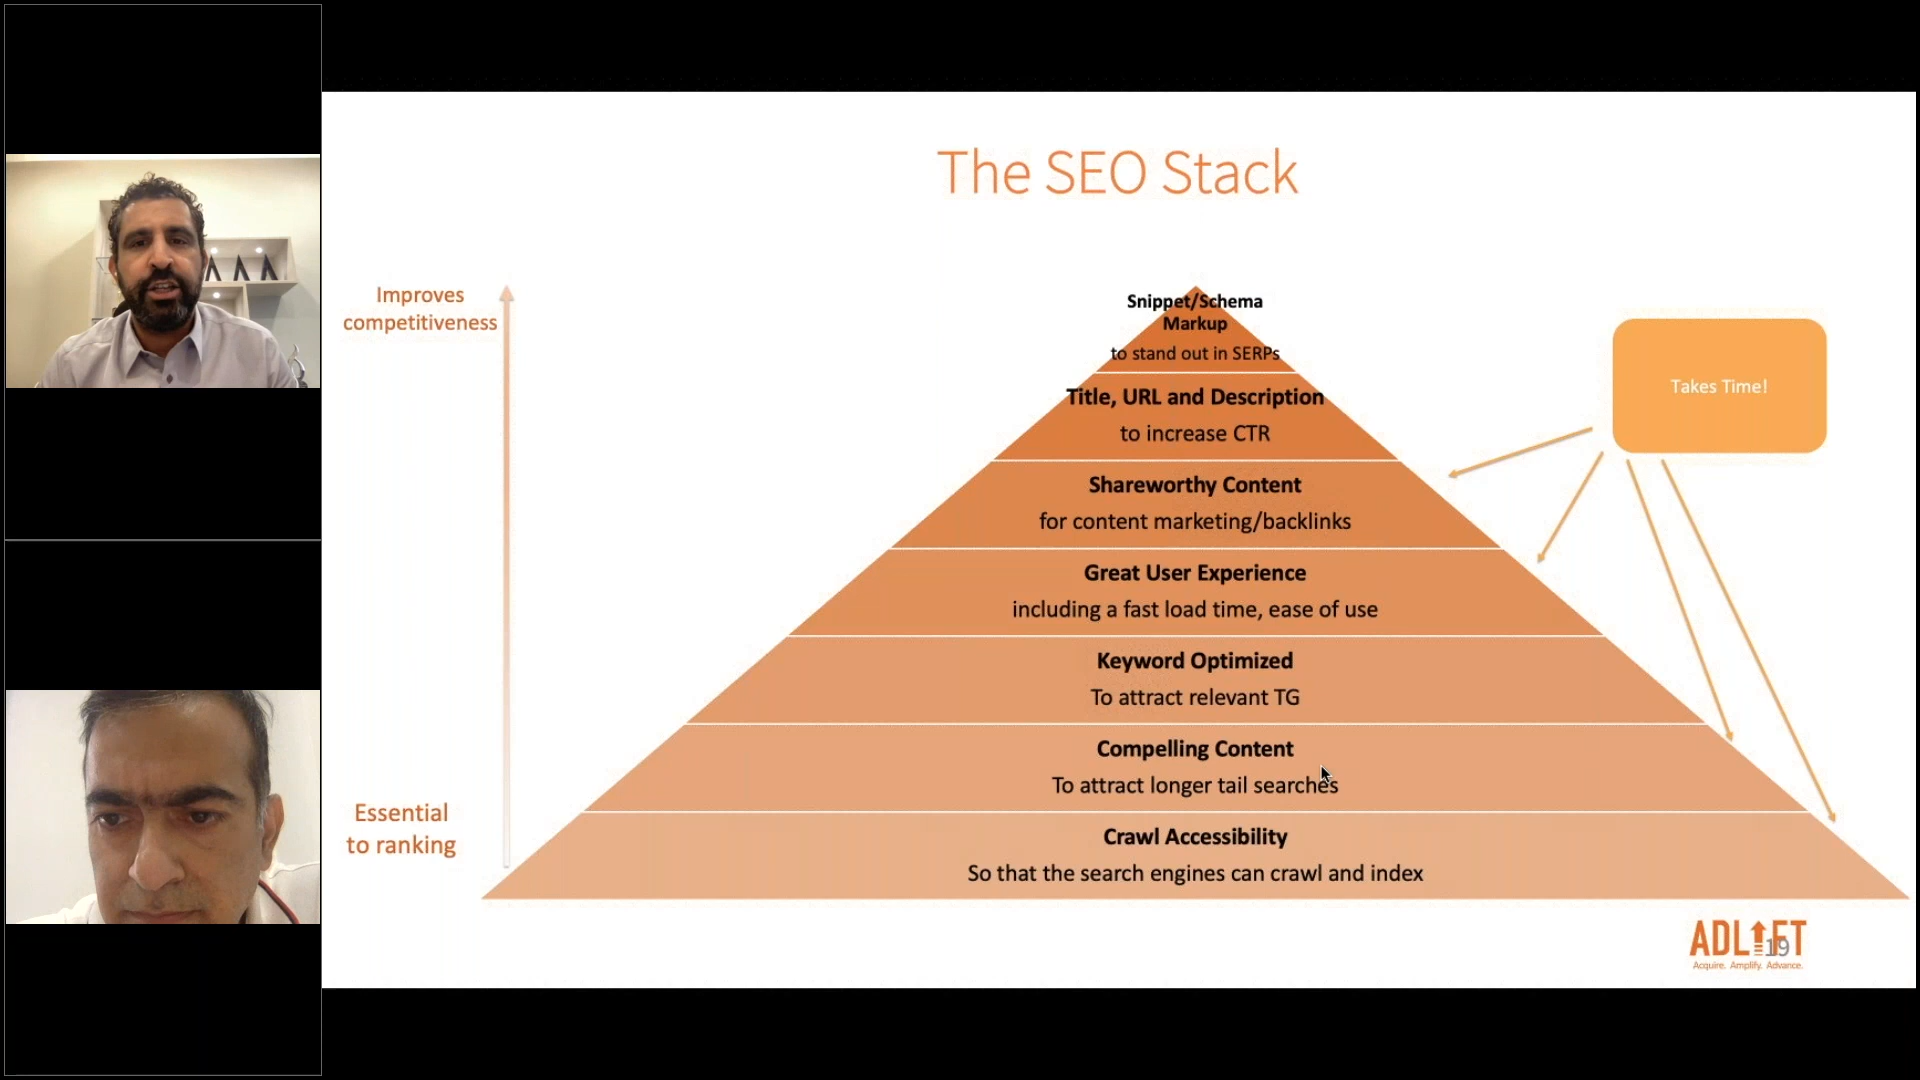 The SEO Stack
Improves
competitiveness
Snippet/Schema
Markup
to stand out in SERPs
Title, URL and Description
to increase CTR
Shareworthy Content
for content marketing/backlinks
Great User Experience
including a fast load time, ease of use
Keyword Optimized
To attract relevant TG
Compelling Content
To attract longer tail searches
Crawl Accessibility
So that the search engines can crawl and index
Essential
to ranking
Takes Time!
ADLIFT
19
Acquire. Amplify. Advance.